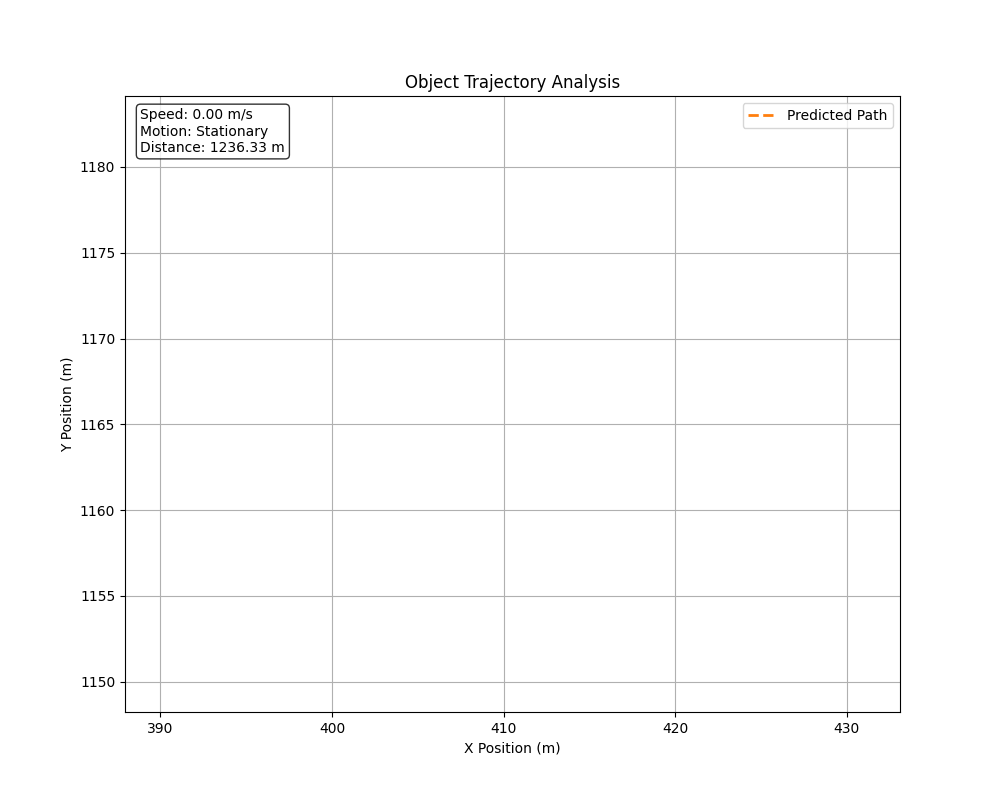 Object Trajectory Analysis
Speed: 0.00 m/s
Motion: Stationary
Distance: 1236.33 m
Predicted Path
1180
1175
1170
1165
1160
1155
1150
Y Position (m)
390 400 410 420 430
X Position (m)